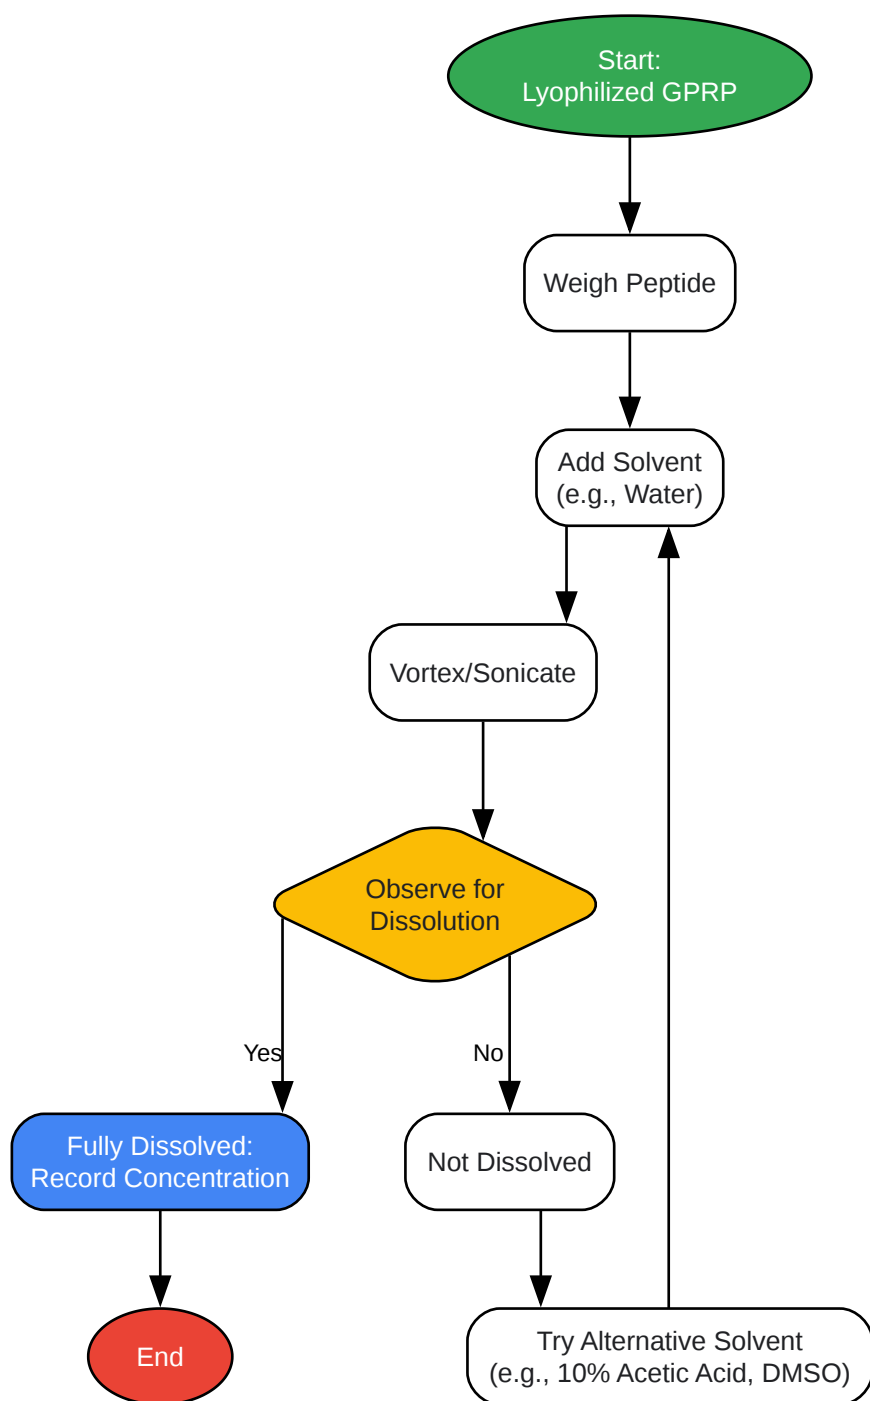 Start:
Lyophilized GPRP
Weigh Peptide
Add Solvent
(e.g., Water)
Vortex/Sonicate
Observe for
Dissolution
Yes
No
Fully Dissolved:
Record Concentration
Not Dissolved
End
Try Alternative Solvent
(e.g., 10% Acetic Acid, DMSO)